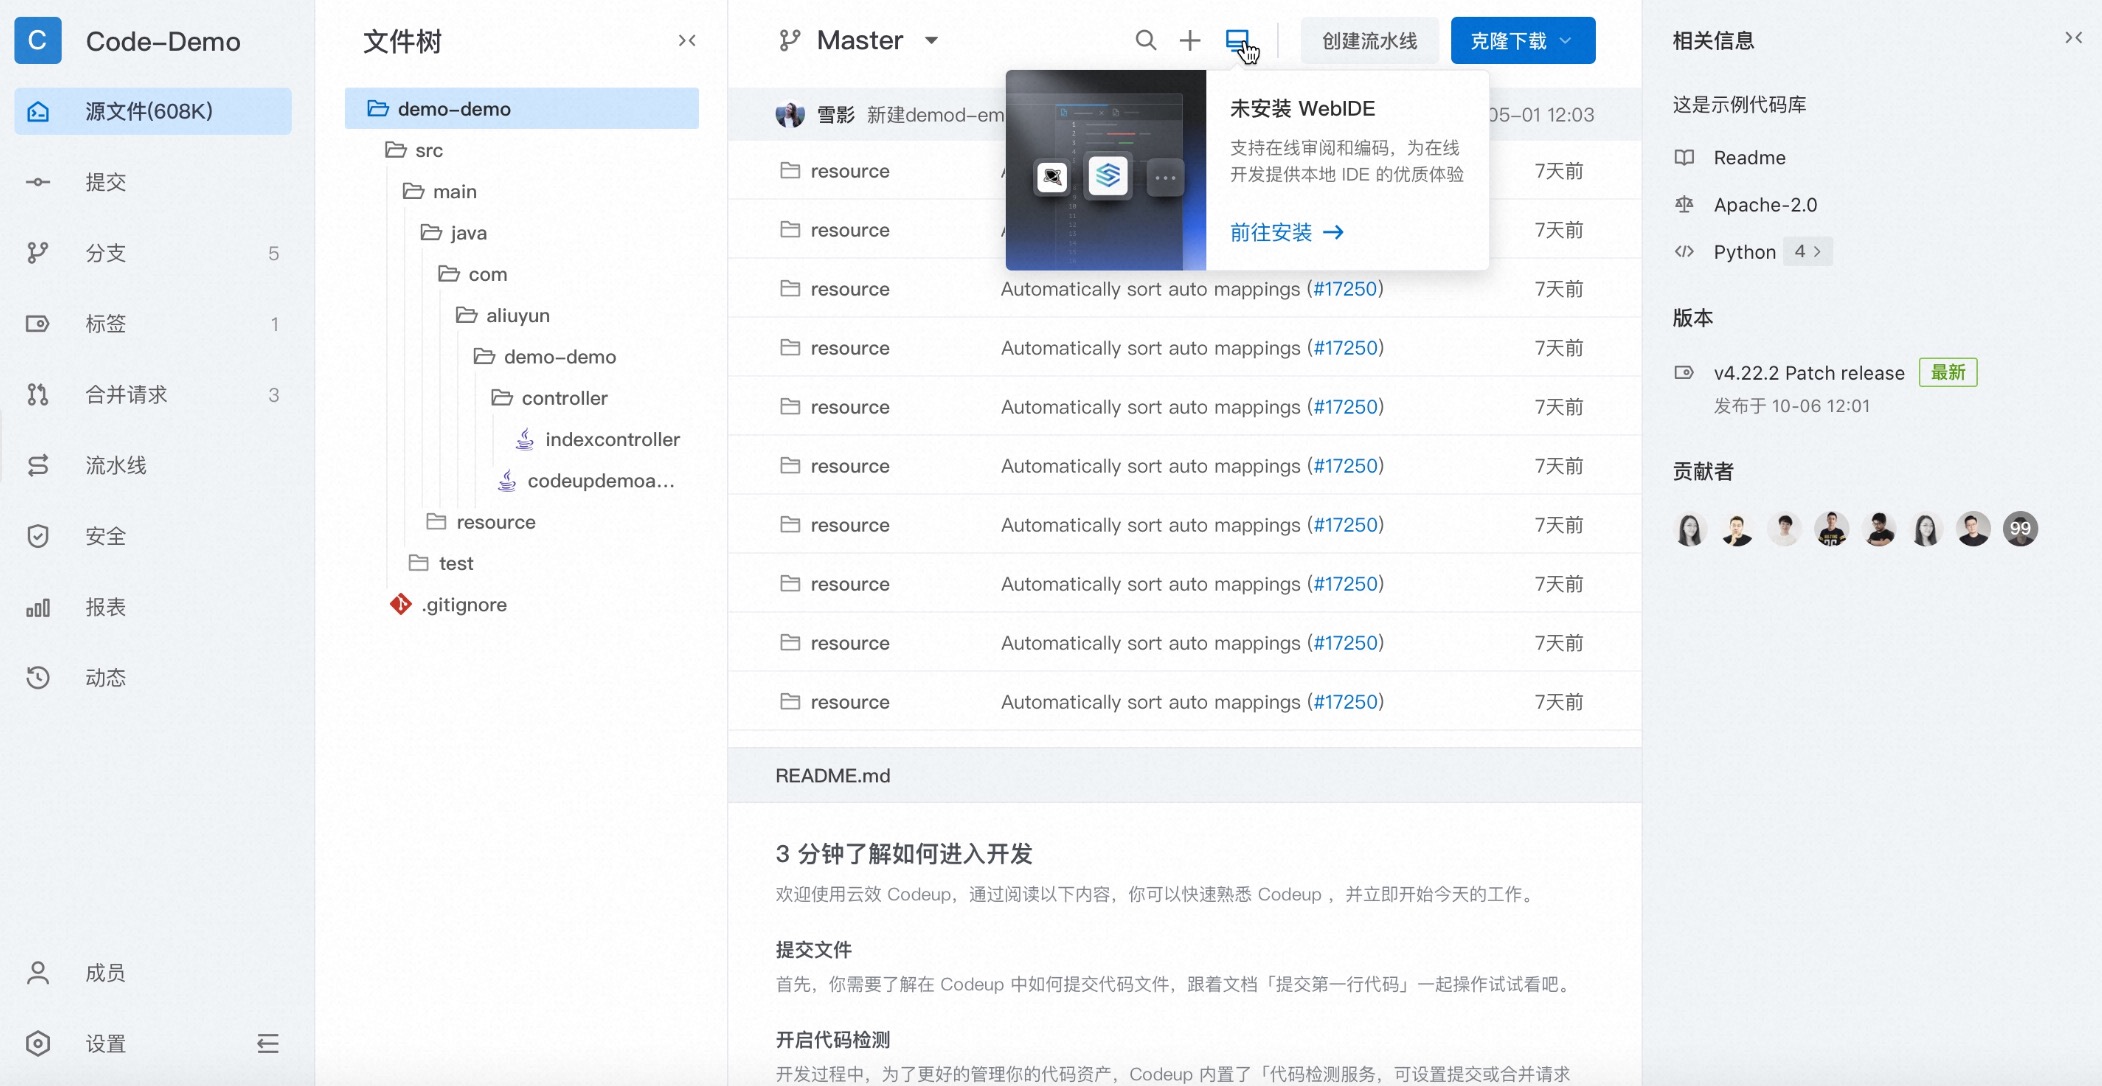 C Code-Demo
源文件(608K)
提交
分支 5
标签 1
合并请求 3
流水线
安全
报表
动态
成员
设置
文件树
demo-demo
src
main
java
com
aliuyun
demo-demo
controller
indexcontroller
codeupdemoa...
resource
test
.gitignore
Master
创建流水线
克隆下载
雪影 新建demod-em 05-01 12:03
未安装 WebIDE
支持在线审阅和编码，为在线
开发提供本地 IDE 的优质体验
前往安装
resource 7天前
resource 7天前
resource Automatically sort auto mappings (#17250) 7天前
resource Automatically sort auto mappings (#17250) 7天前
resource Automatically sort auto mappings (#17250) 7天前
resource Automatically sort auto mappings (#17250) 7天前
resource Automatically sort auto mappings (#17250) 7天前
resource Automatically sort auto mappings (#17250) 7天前
resource Automatically sort auto mappings (#17250) 7天前
resource Automatically sort auto mappings (#17250) 7天前
README.md
3 分钟了解如何进入开发
欢迎使用云效 Codeup，通过阅读以下内容，你可以快速熟悉 Codeup ，并立即开始今天的工作。
提交文件
首先，你需要了解在 Codeup 中如何提交代码文件，跟着文档「提交第一行代码」一起操作试试看吧。
开启代码检测
开发过程中，为了更好的管理你的代码资产，Codeup 内置了「代码检测服务，可设置提交或合并请求
相关信息
这是示例代码库
Readme
Apache-2.0
Python 4 >
版本
v4.22.2 Patch release 最新
发布于 10-06 12:01
贡献者
99